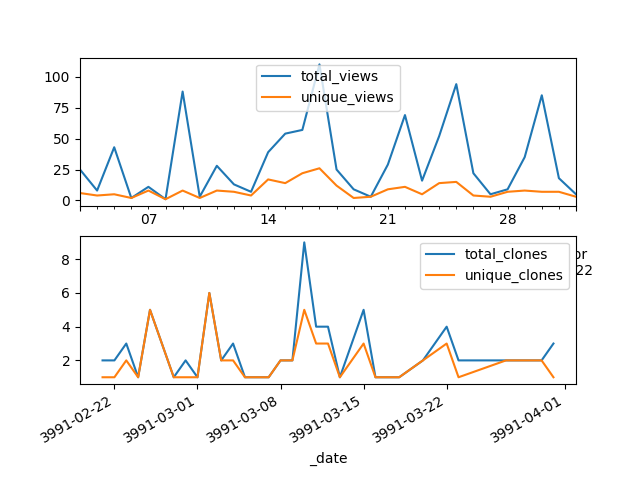 100
75
50
25
0
total_views
unique_views
07 14 21 28
or
22
8
6
4
2
total_clones
unique_clones
3991-02-22 3991-03-01 3991-03-08 3991-03-15 3991-03-22 3991-04-01
_date